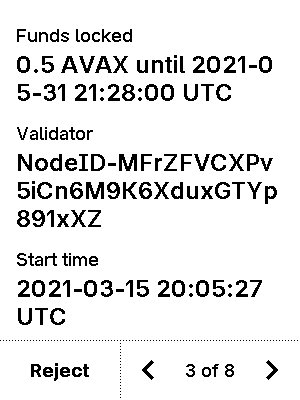 Funds locked
0.5 AVAX until 2021-0
5-31 21:28:00 UTC
Validator
NodeID-MFrZFVCXPv
5iCn6M9K6XduxGTYp
891xXZ
Start time
2021-03-15 20:05:27
UTC
Reject
3 of 8